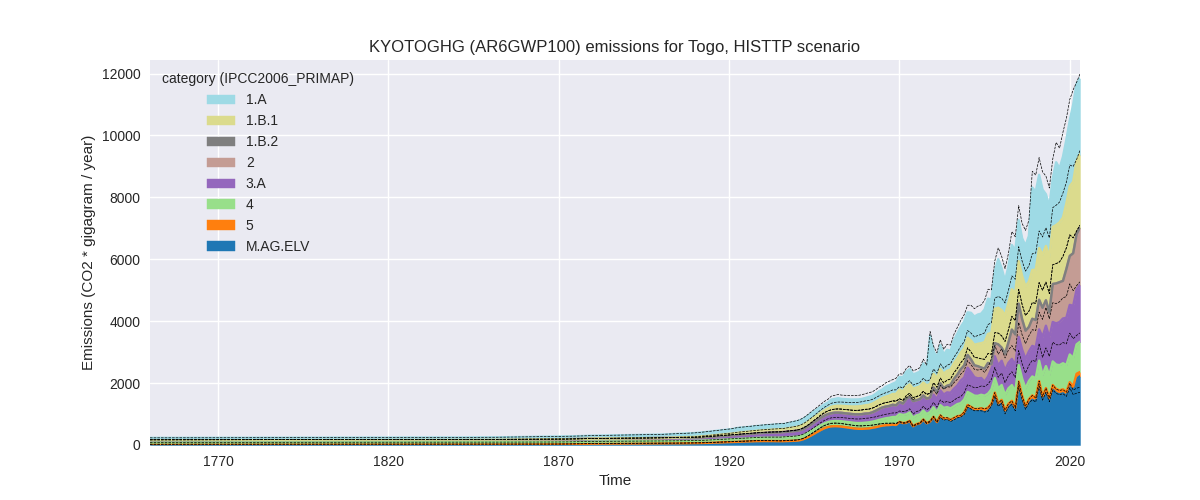 KYOTOGHG (AR6GWP100) emissions for Togo, HISTTP scenario
12000
10000
8000
6000
4000
2000
0
Emissions (CO2 * gigagram / year)
category (IPCC2006_PRIMAP)
1.A
1.B.1
1.B.2
2
3.A
4
5
M.AG.ELV
1770
1820
1870
1920
1970
2020
Time